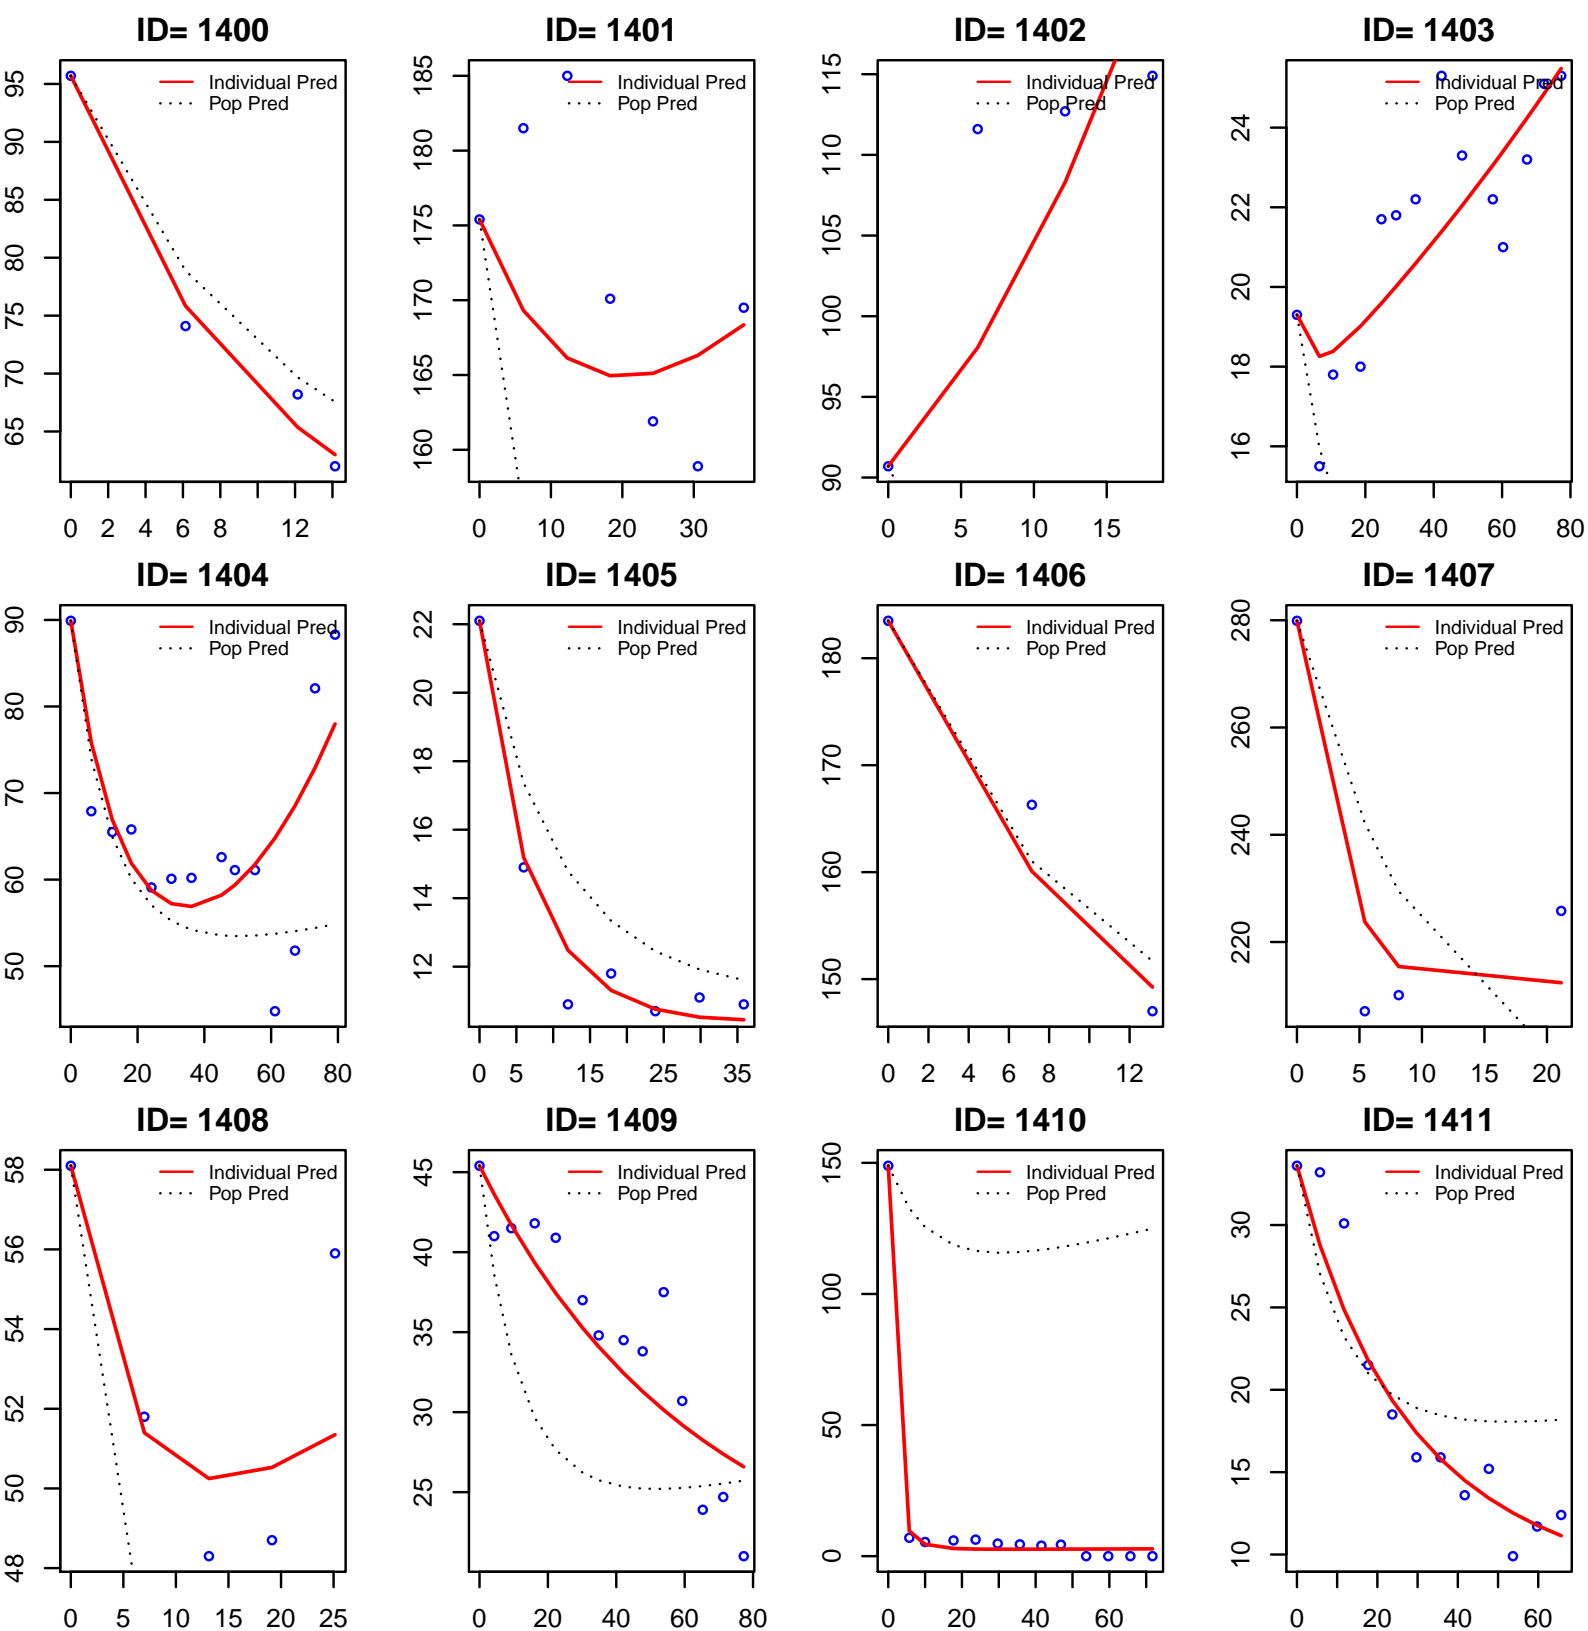 ID= 1400
95
90
85
80
75
70
65
0 2 4 6 8 12
Individual Pred
Pop Pred
ID= 1401
185
180
175
170
165
160
0 10 20 30
Individual Pred
Pop Pred
ID= 1402
115
110
105
100
95
90
0 5 10 15
Individual Pred
Pop Pred
ID= 1403
24
22
20
18
16
0 20 40 60 80
Individual Pred
Pop Pred
ID= 1404
90
80
70
60
50
0 20 40 60 80
Individual Pred
Pop Pred
ID= 1405
22
20
18
16
14
12
0 5 15 25 35
Individual Pred
Pop Pred
ID= 1406
180
170
160
150
0 2 4 6 8 12
Individual Pred
Pop Pred
ID= 1407
280
260
240
220
0 5 10 15 20
Individual Pred
Pop Pred
ID= 1408
58
56
54
52
50
48
0 5 10 15 20 25
Individual Pred
Pop Pred
ID= 1409
45
40
35
30
25
0 20 40 60 80
Individual Pred
Pop Pred
ID= 1410
150
100
50
0
0 20 40 60
Individual Pred
Pop Pred
ID= 1411
30
25
20
15
10
0 20 40 60
Individual Pred
Pop Pred